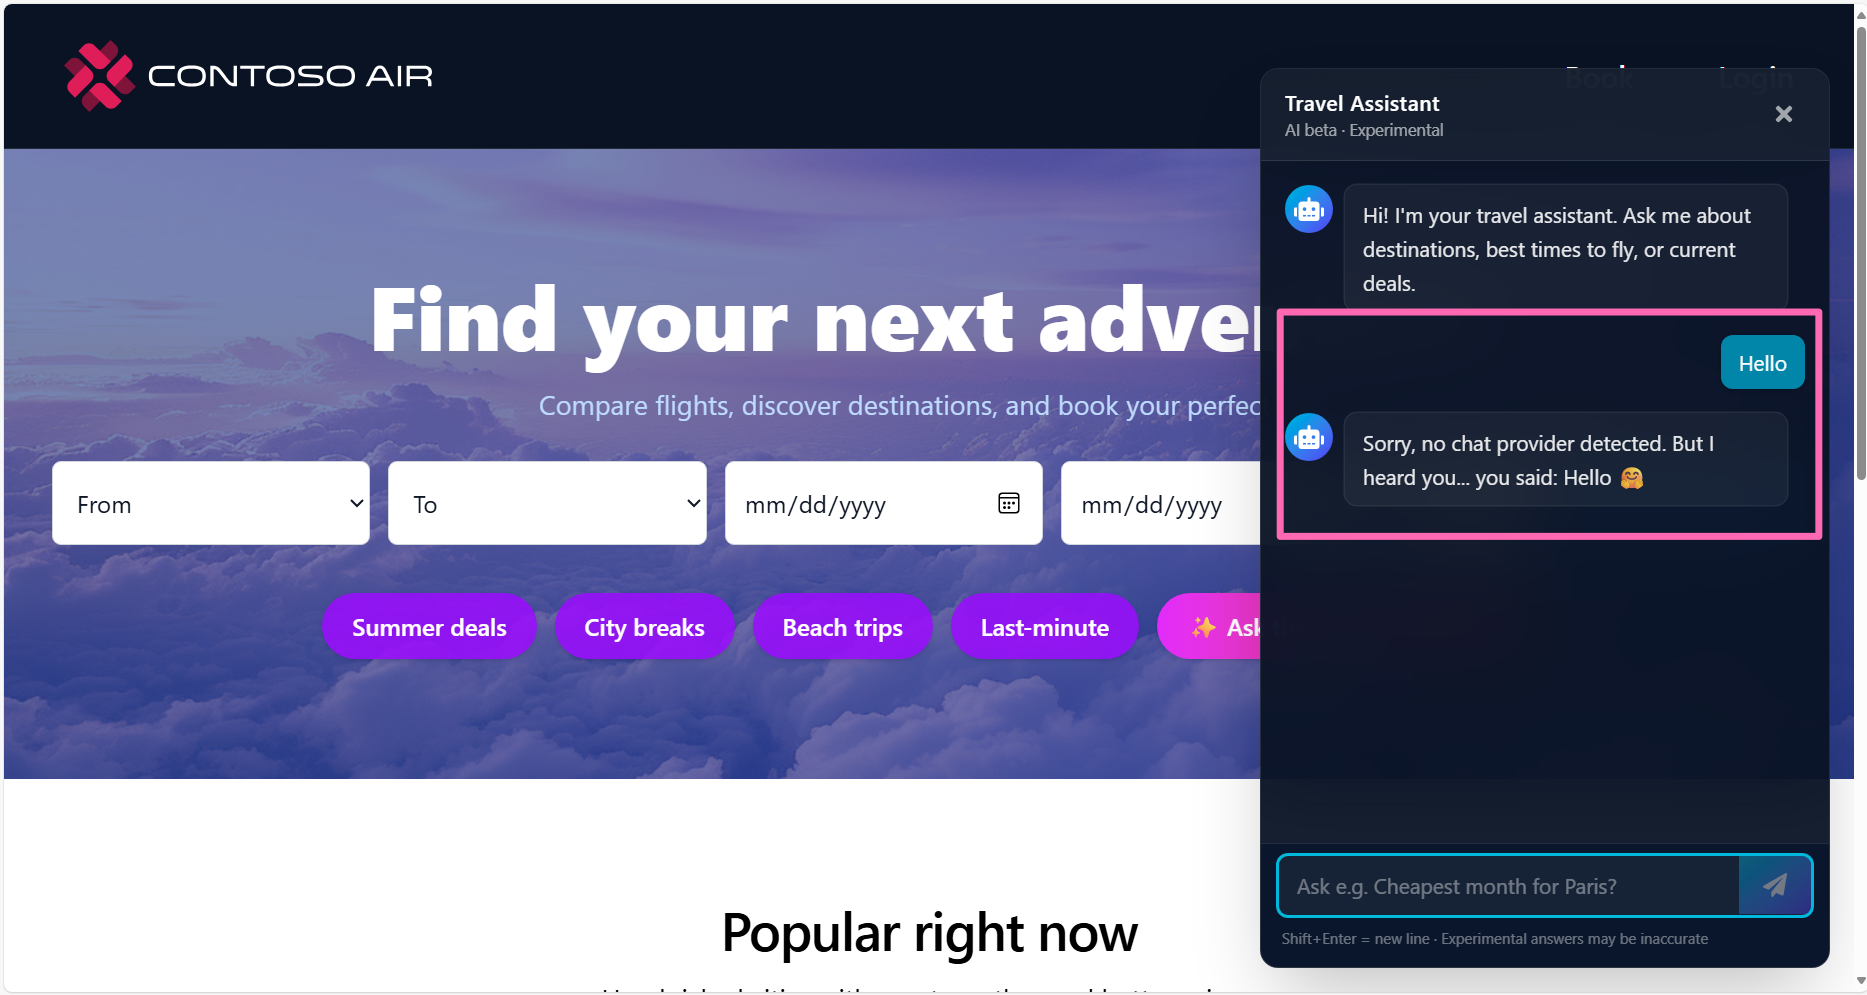 CONTOSO AIR
Book
Login
Find your next adver
Compare flights, discover destinations, and book your perfec
From
To
mm/dd/yyyy
mm/dd/yyyy
Summer deals
City breaks
Beach trips
Last-minute
✨ Ask
Popular right now
Travel Assistant
AI beta · Experimental
Hi! I'm your travel assistant. Ask me about
destinations, best times to fly, or current
deals.
Hello
Sorry, no chat provider detected. But I
heard you... you said: Hello 🤗
Ask e.g. Cheapest month for Paris?
Shift+Enter = new line · Experimental answers may be inaccurate